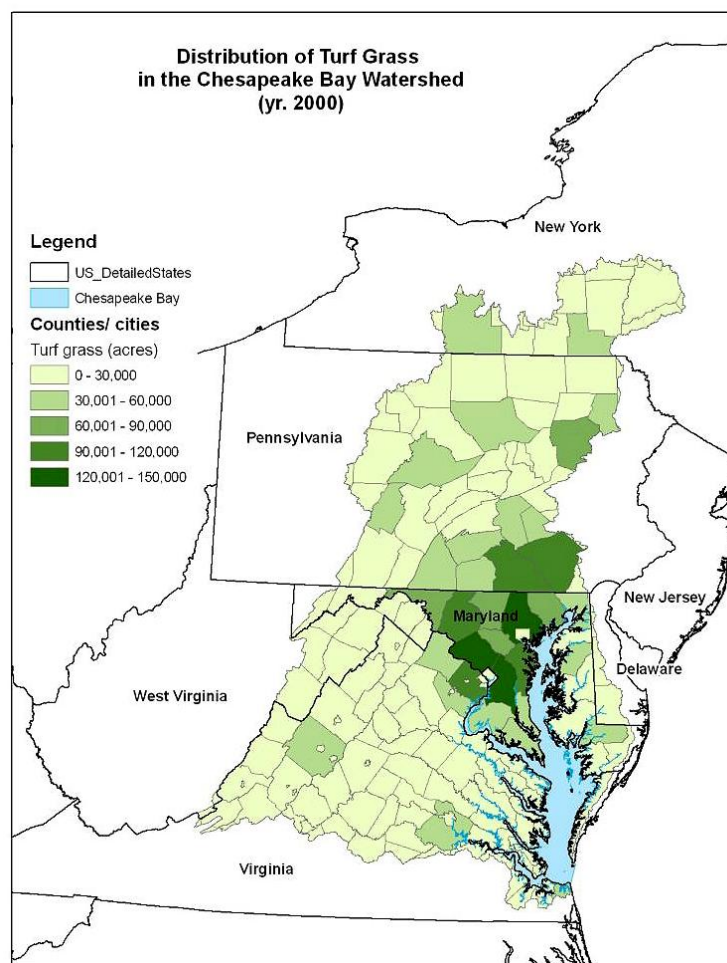 Distribution of Turf Grass
in the Chesapeake Bay Watershed
(yr. 2000)
New York
Legend
US_DetailedStates
Chesapeake Bay
Counties/ cities
Turf grass (acres)
0 - 30,000
30,001 - 60,000
60,001 - 90,000
90,001 - 120,000
120,001 - 150,000
Pennsylvania
New Jersey
Maryland
Delaware
West Virginia
Virginia